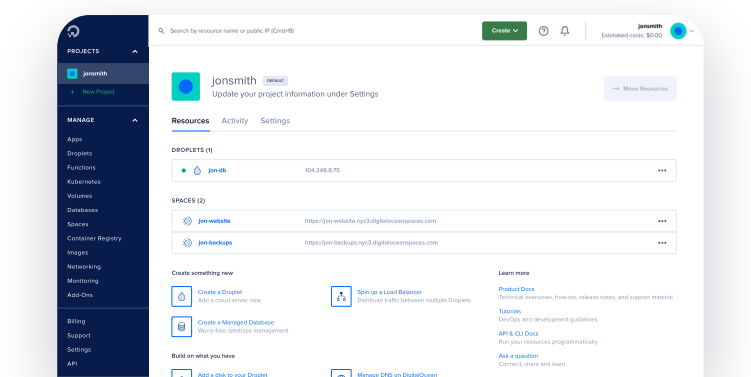 PROJECTS
jonsmith
+ New Project
MANAGE
Apps
Droplets
Functions
Kubernetes
Volumes
Databases
Spaces
Container Registry
Images
Networking
Monitoring
Add-Ons
Billing
Support
Settings
API
Search by resource name or public IP (Cmd+B)
Create
jonsmith
Estimated costs: $0.00
jonsmith DEFAULT
Update your project information under Settings
→ Move Resources
Resources Activity Settings
DROPLETS (1)
jon-db 104.248.8.75
SPACES (2)
jon-website https://jon-website.nyc3.digitaloceanspaces.com
jon-backups https://jon-backups.nyc3.digitaloceanspaces.com
Create something new
Create a Droplet
Add a cloud server now
Spin up a Load Balancer
Distribute traffic between multiple Droplets
Create a Managed Database
Worry-free database management
Build on what you have
Add a disk to your Droplet
Manage DNS on DigitalOcean
Learn more
Product Docs
Technical overviews, how-tos, release notes, and support material
Tutorials
DevOps and development guidelines
API & CLI Docs
Run your resources programmatically
Ask a question
Connect, share and learn